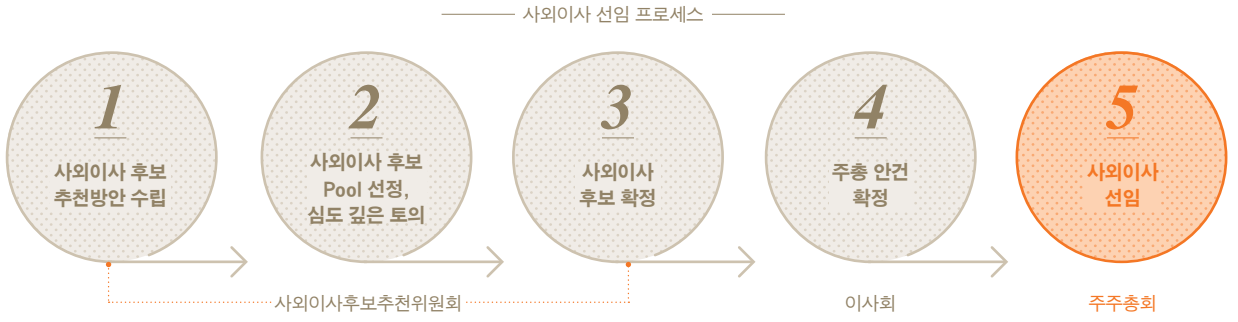 사외이사 선임 프로세스
1
사외이사 후보
추천방안 수립
2
사외이사 후보
Pool 선정,
심도 깊은 토의
3
사외이사
후보 확정
4
주총 안건
확정
5
사외이사
선임
사외이사후보추천위원회
이사회
주주총회